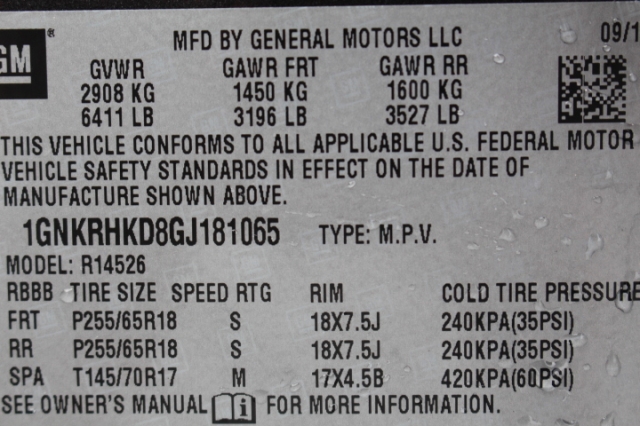 GM ®
MFD BY GENERAL MOTORS LLC 09/1
GVWR GAWR FRT GAWR RR
2908 KG 1450 KG 1600 KG
6411 LB 3196 LB 3527 LB
THIS VEHICLE CONFORMS TO ALL APPLICABLE U.S. FEDERAL MOTOR
VEHICLE SAFETY STANDARDS IN EFFECT ON THE DATE OF
MANUFACTURE SHOWN ABOVE.
1GNKRHKD8GJ181065 TYPE: M.P.V.
MODEL: R14526
RBBB TIRE SIZE SPEED RTG RIM COLD TIRE PRESSURE
FRT P255/65R18 S 18X7.5J 240KPA(35PSI)
RR P255/65R18 S 18X7.5J 240KPA(35PSI)
SPA T145/70R17 M 17X4.5B 420KPA(60PSI)
SEE OWNER'S MANUAL i FOR MORE INFORMATION.